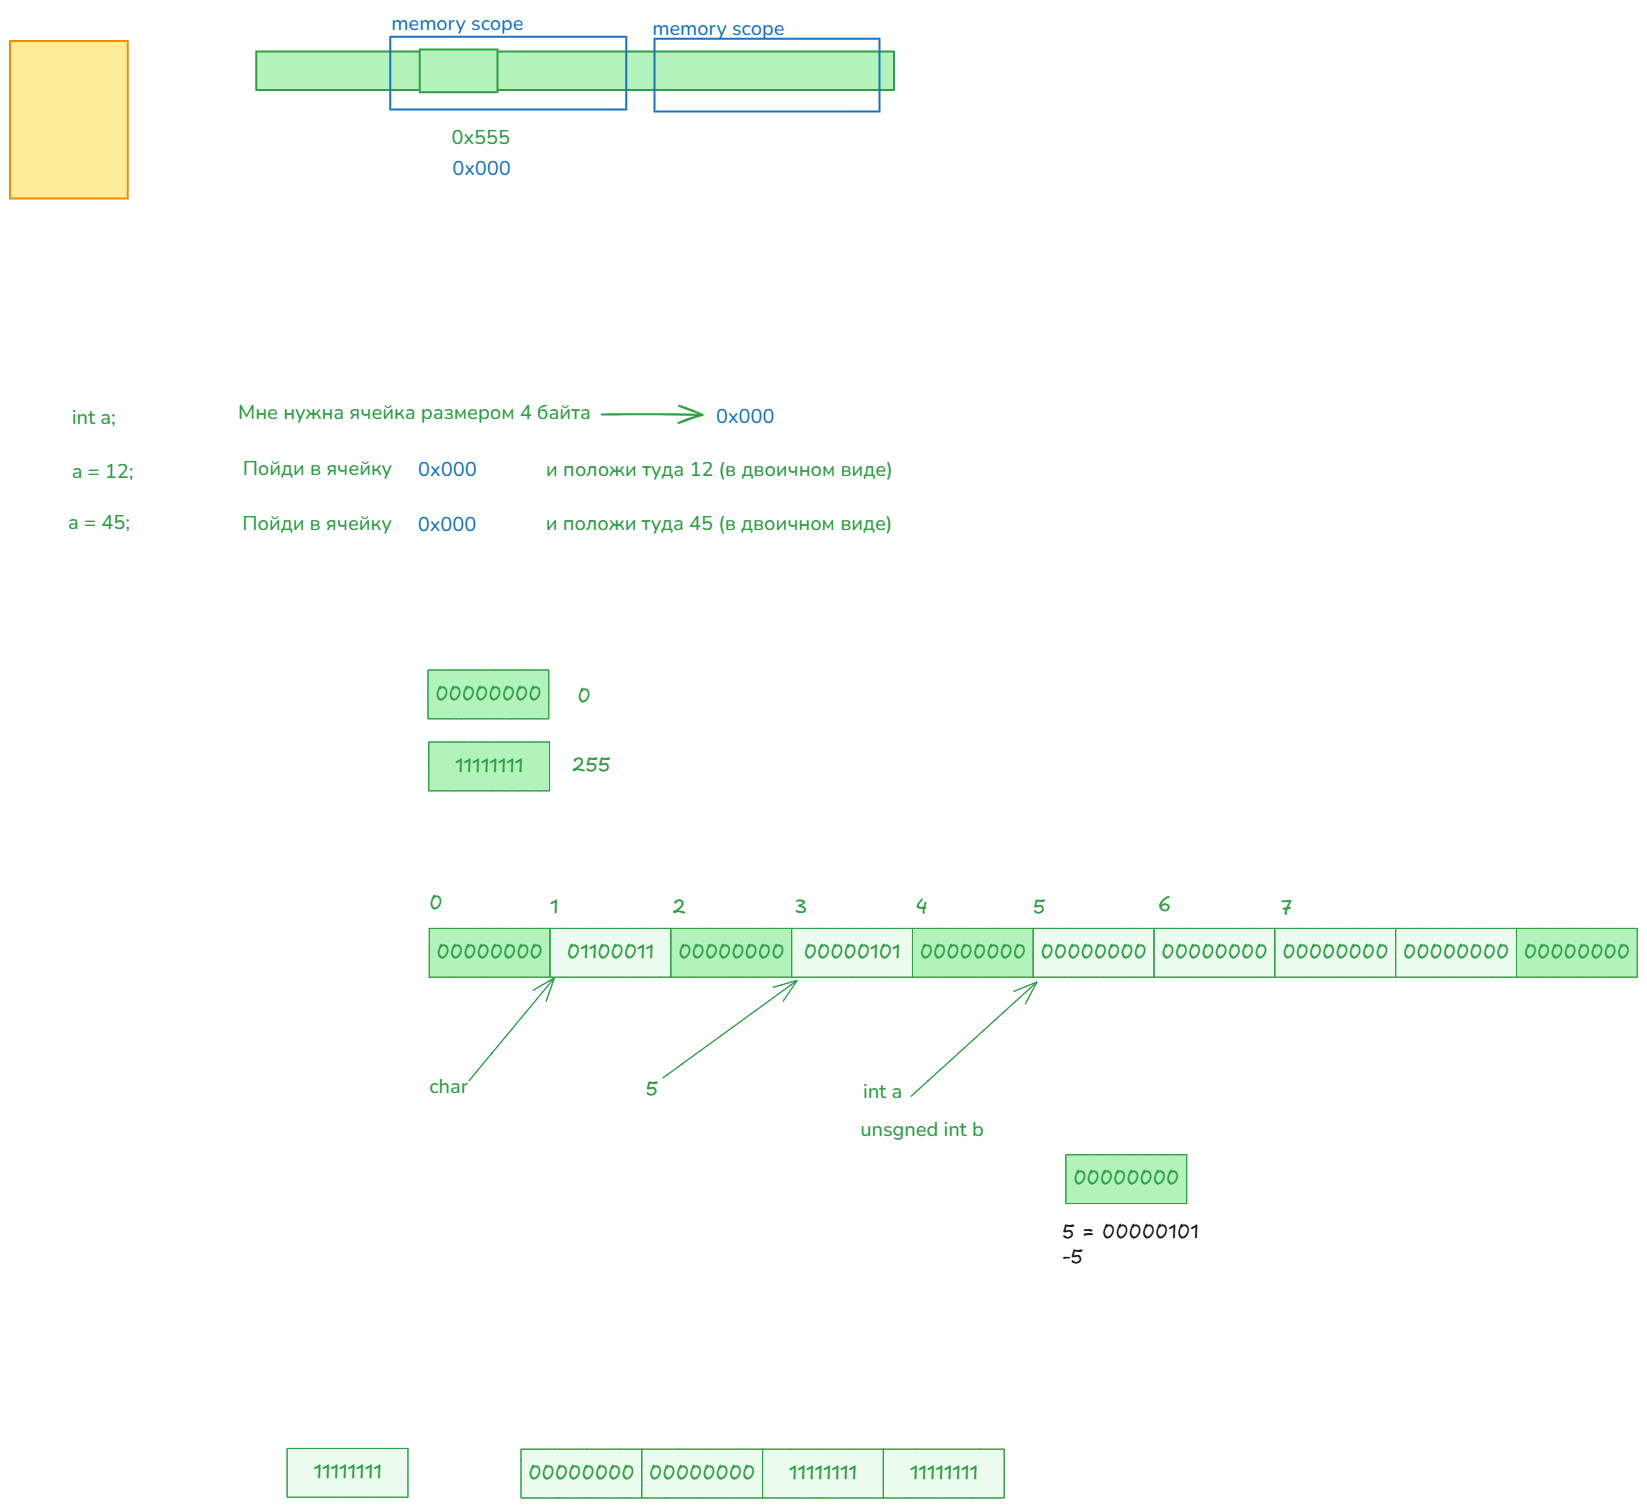 memory scope
memory scope
0x555
0x000
int a;
Мне нужна ячейка размером 4 байта
0x000
a = 12;
Пойди в ячейку
0x000
и положи туда 12 (в двоичном виде)
a = 45;
Пойди в ячейку
0x000
и положи туда 45 (в двоичном виде)
00000000
0
11111111
255
0 1 2 3 4 5 6 7
00000000 01100011 00000000 00000101 00000000 00000000 00000000 00000000 00000000 00000000
char
5
int a
unsgned int b
00000000
5 = 00000101
-5
11111111
00000000 00000000 11111111 11111111